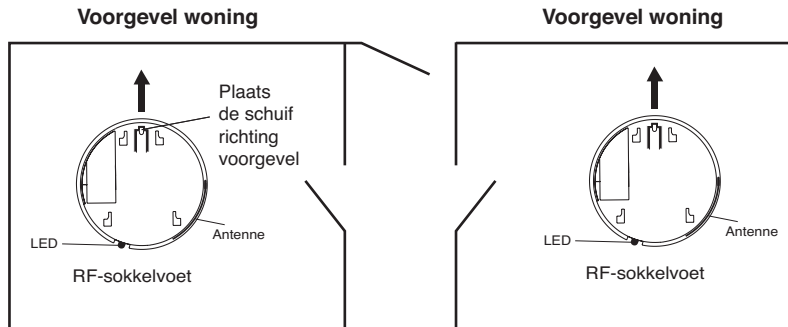 Voorgevel woning
Voorgevel woning
Plaats
de schuif
richting
voorgevel
Antenne
LED
RF-sokkelvoet
Antenne
LED
RF-sokkelvoet